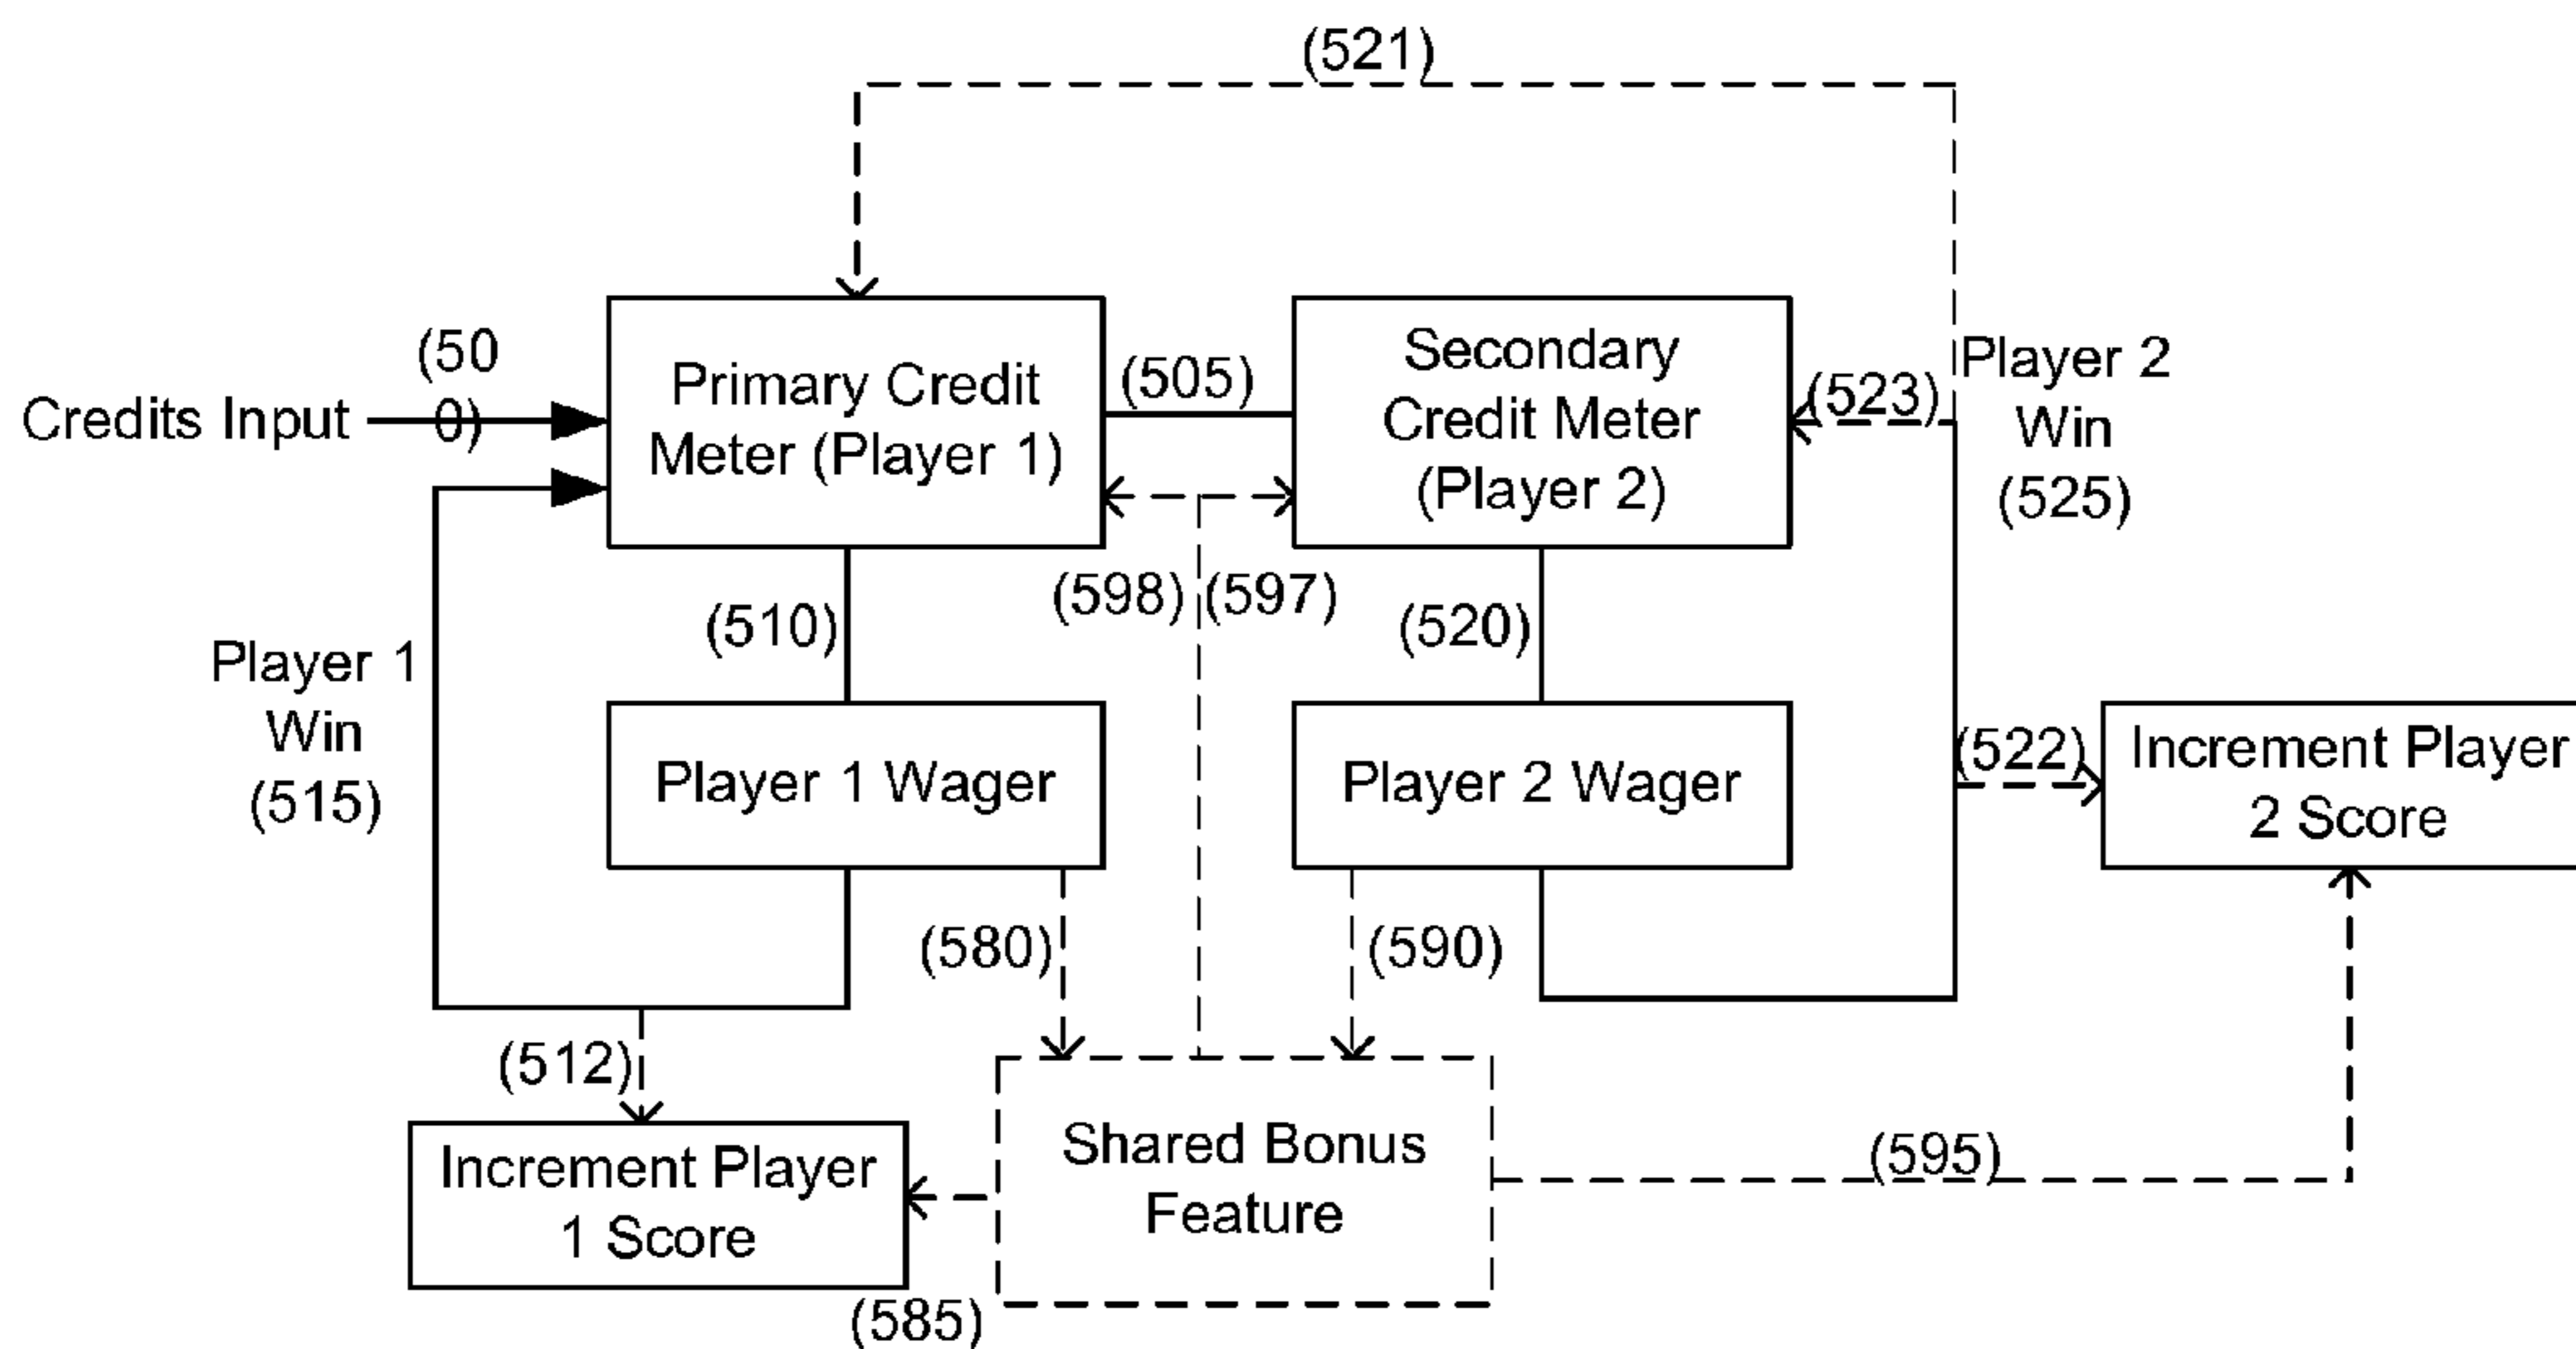 (521)
(50
0)
Credits Input
Primary Credit
Meter (Player 1)
(505)
Secondary
Credit Meter
(Player 2)
(523)
Player 2
Win
(525)
(598)
(597)
(510)
(520)
Player 1
Win
(515)
Player 1 Wager
Player 2 Wager
(522)
Increment Player
2 Score
(580)
(590)
(512)
Increment Player
1 Score
Shared Bonus
Feature
(595)
(585)